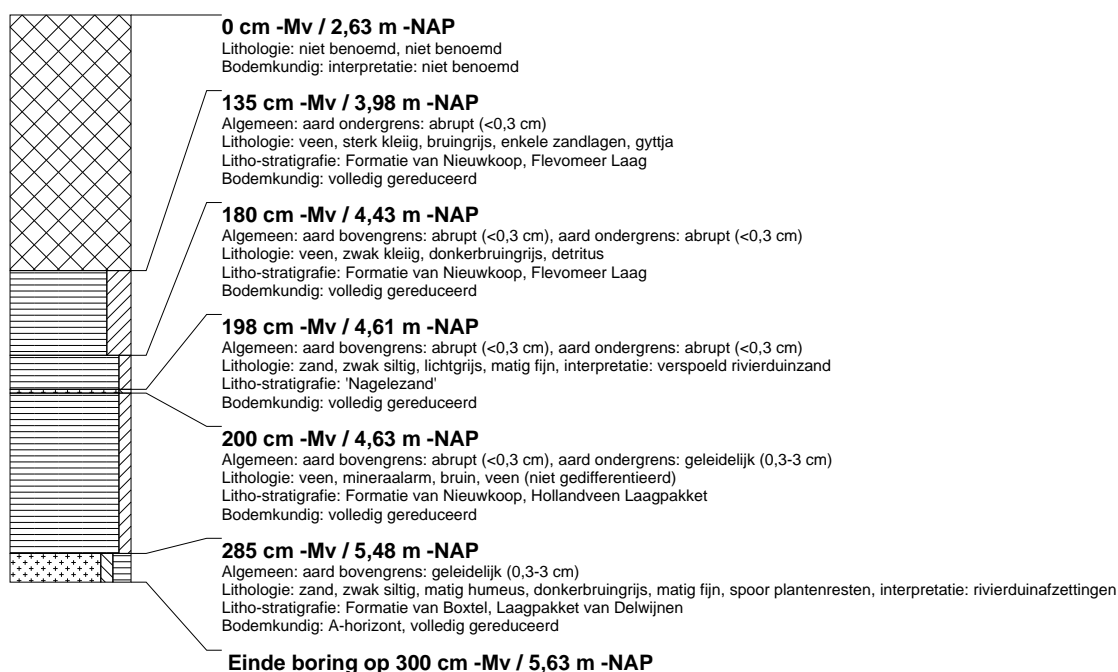 0 cm -Mv / 2,63 m -NAP
Lithologie: niet benoemd, niet benoemd
Bodemkundig: interpretatie: niet benoemd
135 cm -Mv / 3,98 m -NAP
Algemeen: aard ondergrens: abrupt (<0,3 cm)
Lithologie: veen, sterk kleiig, bruingrijs, enkele zandlagen, gyttja
Litho-stratigrafie: Formatie van Nieuwkoop, Flevomeer Laag
Bodemkundig: volledig gereduceerd
180 cm -Mv / 4,43 m -NAP
Algemeen: aard bovengrens: abrupt (<0,3 cm), aard ondergrens: abrupt (<0,3 cm)
Lithologie: veen, zwak kleiig, donkerbruingrijs, detritus
Litho-stratigrafie: Formatie van Nieuwkoop, Flevomeer Laag
Bodemkundig: volledig gereduceerd
198 cm -Mv / 4,61 m -NAP
Algemeen: aard bovengrens: abrupt (<0,3 cm), aard ondergrens: abrupt (<0,3 cm)
Lithologie: zand, zwak siltig, lichtgrijs, matig fijn, interpretatie: verspoeld rivierduinzand
Litho-stratigrafie: 'Nagelezand'
Bodemkundig: volledig gereduceerd
200 cm -Mv / 4,63 m -NAP
Algemeen: aard bovengrens: abrupt (<0,3 cm), aard ondergrens: geleidelijk (0,3-3 cm)
Lithologie: veen, mineraalarm, bruin, veen (niet gedifferentieerd)
Litho-stratigrafie: Formatie van Nieuwkoop, Hollandveen Laagpakket
Bodemkundig: volledig gereduceerd
285 cm -Mv / 5,48 m -NAP
Algemeen: aard bovengrens: geleidelijk (0,3-3 cm)
Lithologie: zand, zwak siltig, matig humeus, donkerbruingrijs, matig fijn, spoor plantenresten, interpretatie: rivierduinafzettingen
Litho-stratigrafie: Formatie van Boxtel, Laagpakket van Delwijnen
Bodemkundig: A-horizont, volledig gereduceerd
Einde boring op 300 cm -Mv / 5,63 m -NAP